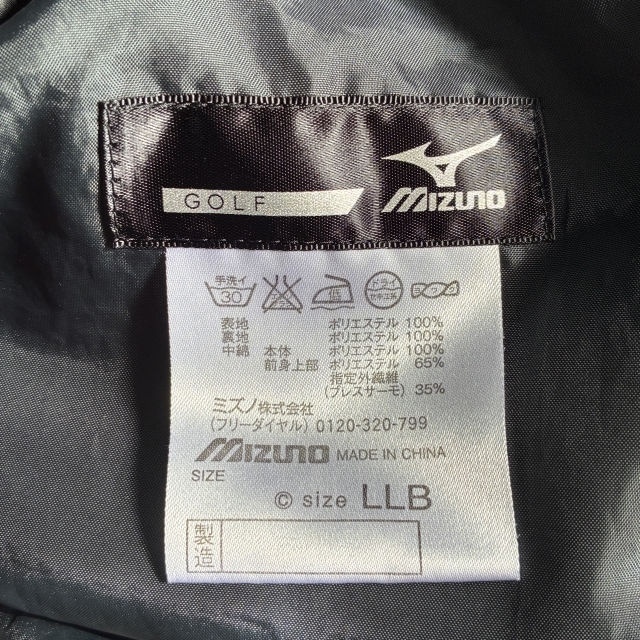 GOLF
MIZUNO
手洗イ
30
低
ドライ
表地 ポリエステル 100%
裏地 ポリエステル 100%
中綿 本体 ポリエステル 100%
前身上部 ポリエステル 65%
指定外繊維
(ブレスサーモ) 35%
ミズノ株式会社
(フリーダイヤル) 0120-320-799
MIZUNO MADE IN CHINA
SIZE
© size LLB
製造